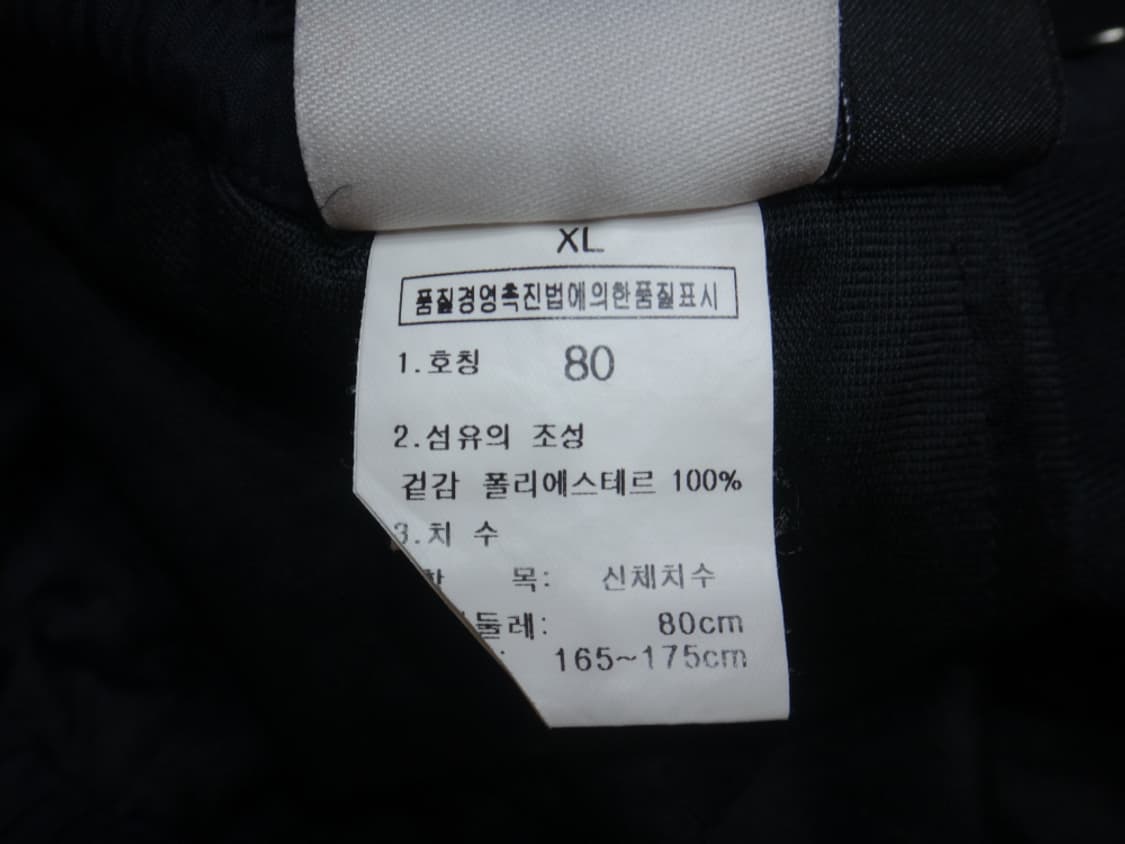 XL
품질경영촉진법에의한품질표시
1.호칭 80
2.섬유의 조성
겉감 폴리에스테르 100%
3.치 수
목: 신체치수
둘레: 80cm
165~175cm